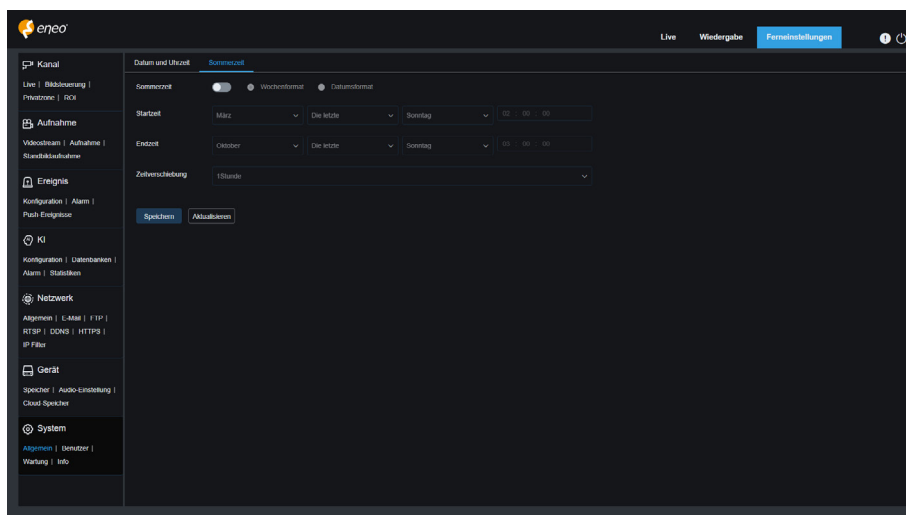 eneo
Live Wiedergabe Ferneinstellungen
Kanal
Live | Bildsteuerung |
Privatzone | ROI
Aufnahme
Videostream | Aufnahme |
Standbildaufnahme
Ereignis
Konfiguration | Alarm |
Push-Ereignisse
KI
Konfiguration | Datenbanken |
Alarm | Statistiken
Netzwerk
Allgemein | E-Mail | FTP |
RTSP | DDNS | HTTPS |
IP Filter
Gerät
Speicher | Audio-Einstellung |
Cloud-Speicher
System
Allgemein | Benutzer |
Wartung | Info
Datum und Uhrzeit Sommerzeit
Sommerzeit Wochenformat Datumsformat
Startzeit März Die letzte Sonntag 02 : 00 : 00
Endzeit Oktober Die letzte Sonntag 03 : 00 : 00
Zeitverschiebung 1Stunde
Speichern Aktualisieren